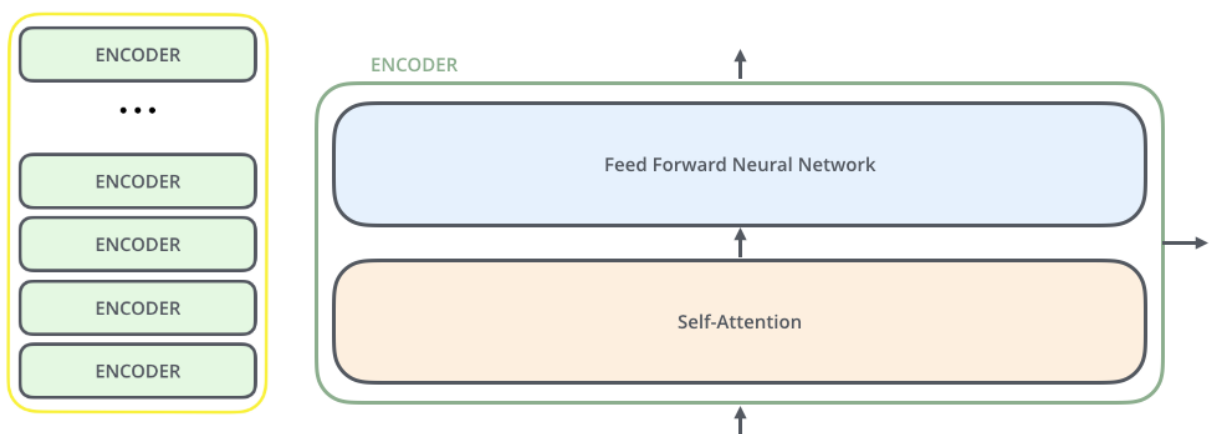 ENCODER
...
ENCODER
ENCODER
ENCODER
ENCODER
ENCODER
Feed Forward Neural Network
Self-Attention